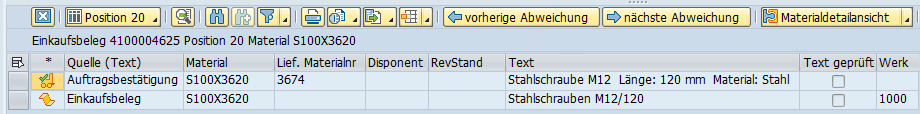 Position 20 vorherige Abweichung nächste Abweichung Materialdetailansicht
Einkaufsbeleg 4100004625 Position 20 Material S100X3620
* Quelle (Text) Material Lief. Materialnr Disponent RevStand Text Text geprüft Werk
Auftragsbestätigung S100X3620 3674 Stahlschraube M12 Länge: 120 mm Material: Stahl
Einkaufsbeleg S100X3620 Stahlschrauben M12/120 1000